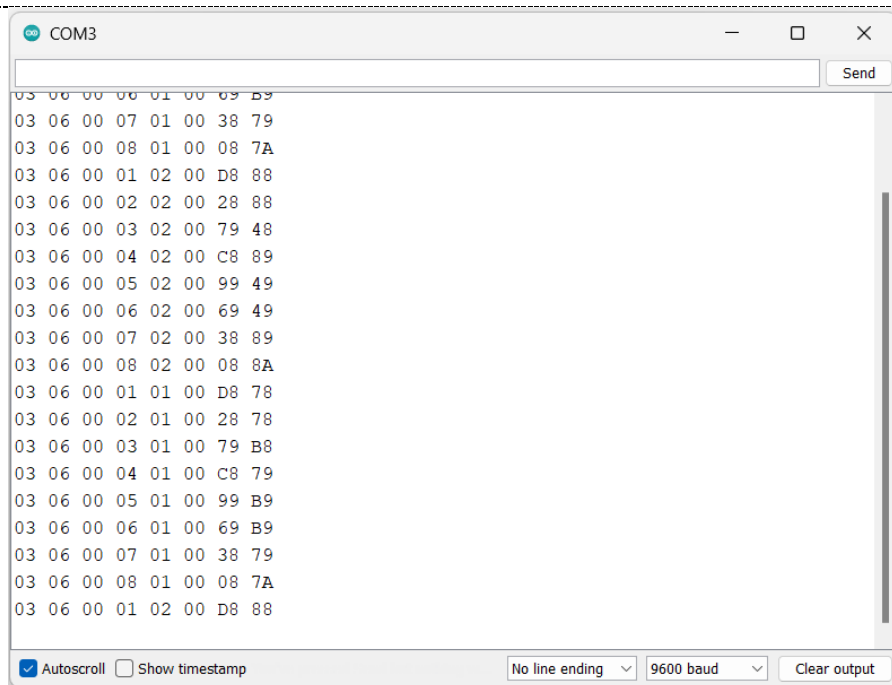 COM3
Send
03 06 00 06 01 00 69 B9
03 06 00 07 01 00 38 79
03 06 00 08 01 00 08 7A
03 06 00 01 02 00 D8 88
03 06 00 02 02 00 28 88
03 06 00 03 02 00 79 48
03 06 00 04 02 00 C8 89
03 06 00 05 02 00 99 49
03 06 00 06 02 00 69 49
03 06 00 07 02 00 38 89
03 06 00 08 02 00 08 8A
03 06 00 01 01 00 D8 78
03 06 00 02 01 00 28 78
03 06 00 03 01 00 79 B8
03 06 00 04 01 00 C8 79
03 06 00 05 01 00 99 B9
03 06 00 06 01 00 69 B9
03 06 00 07 01 00 38 79
03 06 00 08 01 00 08 7A
03 06 00 01 02 00 D8 88
Autoscroll Show timestamp No line ending 9600 baud Clear output